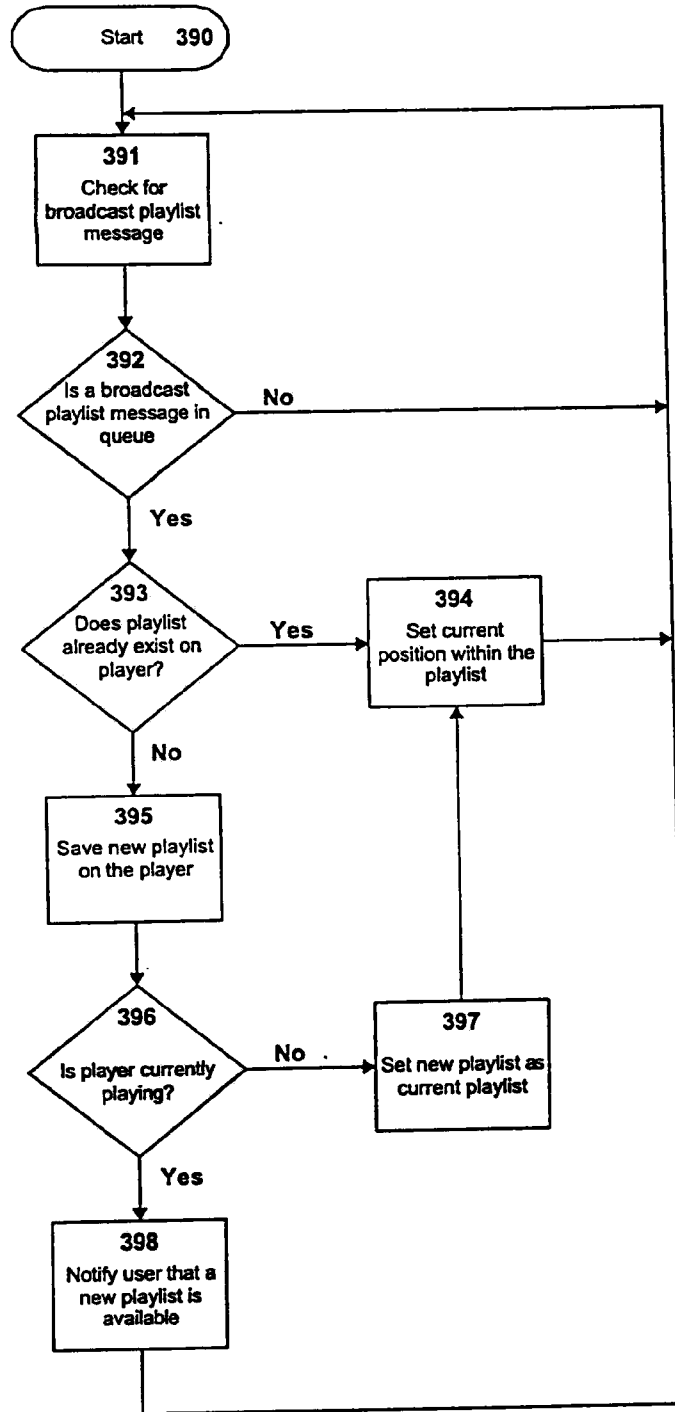 Start 390
391
Check for
broadcast playlist
message
392
Is a broadcast
playlist message in
queue
No
Yes
393
Does playlist
already exist on
player?
Yes
394
Set current
position within the
playlist
No
395
Save new playlist
on the player
396
Is player currently
playing?
No
397
Set new playlist as
current playlist
Yes
398
Notify user that a
new playlist is
available